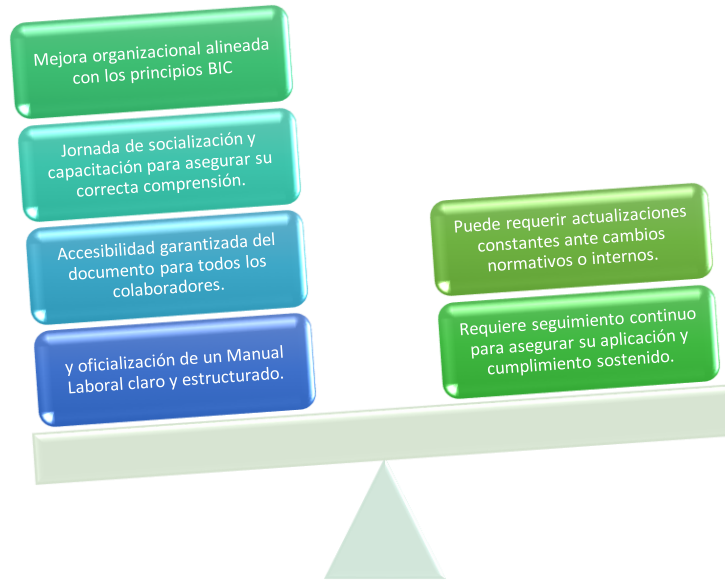 Mejora organizacional alineada
con los principios BIC
Jornada de socialización y
capacitación para asegurar su
correcta comprensión.
Accesibilidad garantizada del
documento para todos los
colaboradores.
y oficialización de un Manual
Laboral claro y estructurado.
Puede requerir actualizaciones
constantes ante cambios
normativos o internos.
Requiere seguimiento continuo
para asegurar su aplicación y
cumplimiento sostenido.